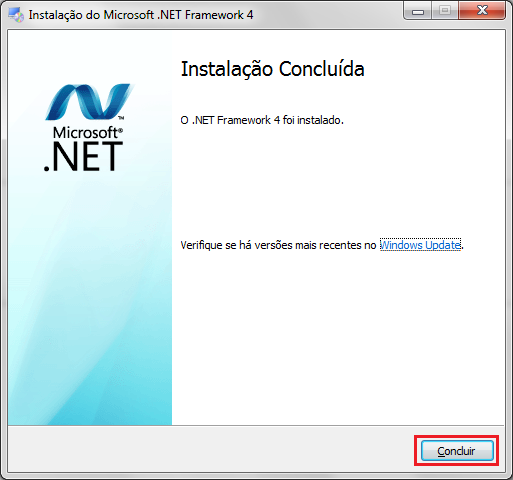 Instalação do Microsoft .NET Framework 4
Microsoft®
.NET
Instalação Concluída
O .NET Framework 4 foi instalado.
Verifique se há versões mais recentes no Windows Update.
Concluir